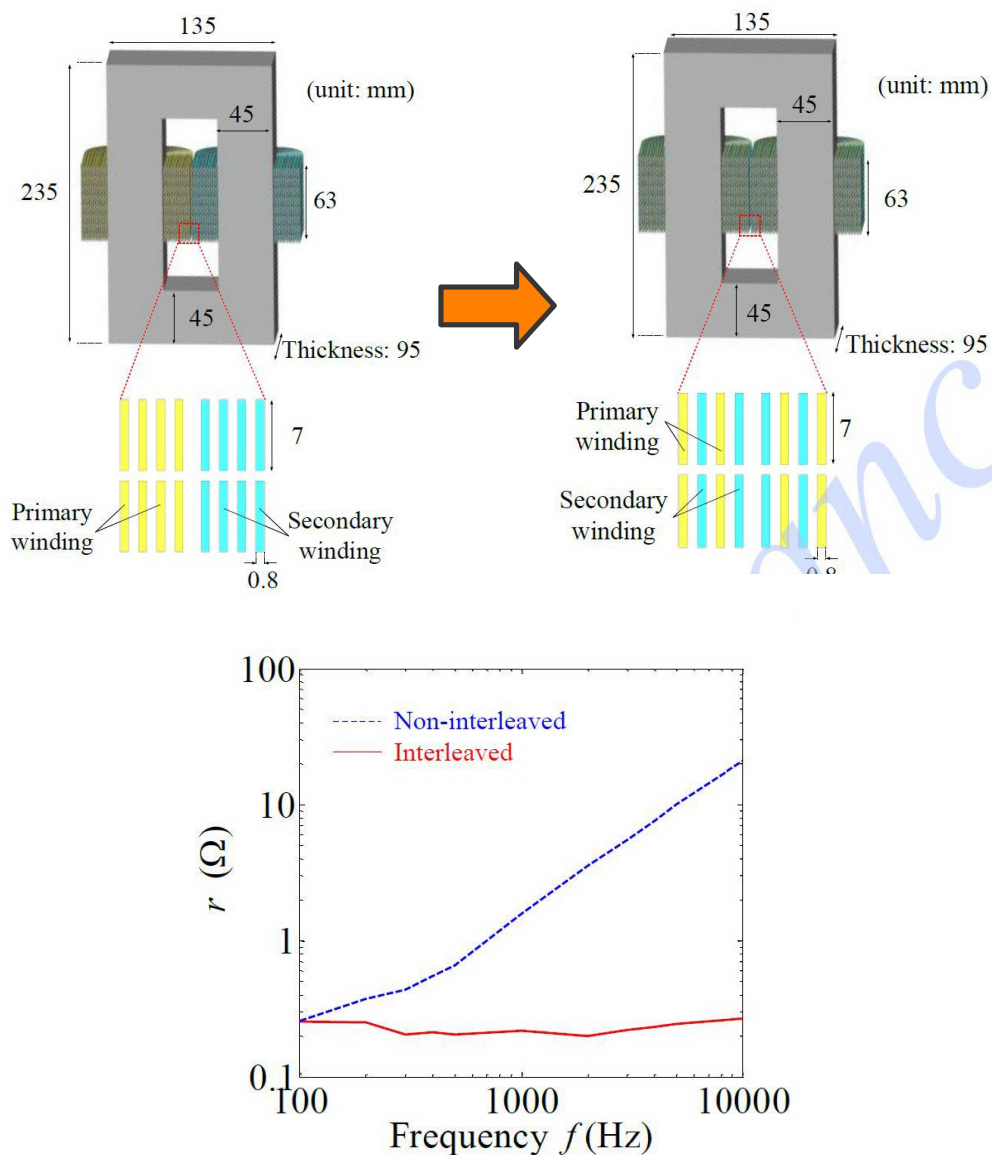 135
(unit: mm)
45
235
63
45
Thickness: 95
7
Primary
winding
Secondary
winding
0.8
135
(unit: mm)
45
235
63
45
Thickness: 95
Primary
winding
7
Secondary
winding
100
Non-interleaved
Interleaved
10
r (Ω)
1
0.1
100
1000
10000
Frequency f (Hz)